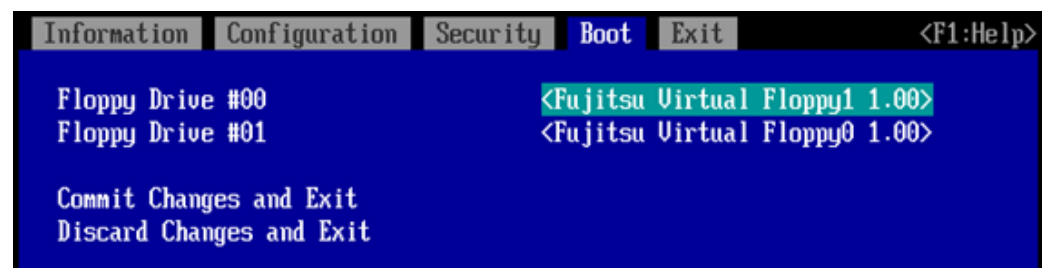 Information Configuration Security Boot Exit <F1:Help>
Floppy Drive #00 <Fujitsu Virtual Floppy1 1.00>
Floppy Drive #01 <Fujitsu Virtual Floppy0 1.00>
Commit Changes and Exit
Discard Changes and Exit